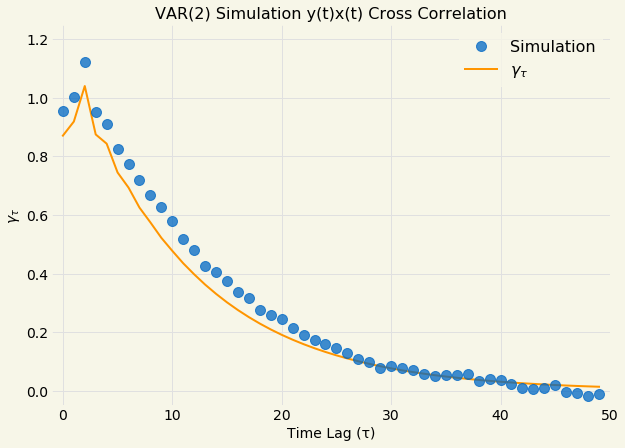 VAR(2) Simulation y(t)x(t) Cross Correlation
1.2
1.0
0.8
0.6
0.4
0.2
0.0
γτ
Simulation
γτ
0 10 20 30 40 50
Time Lag (τ)